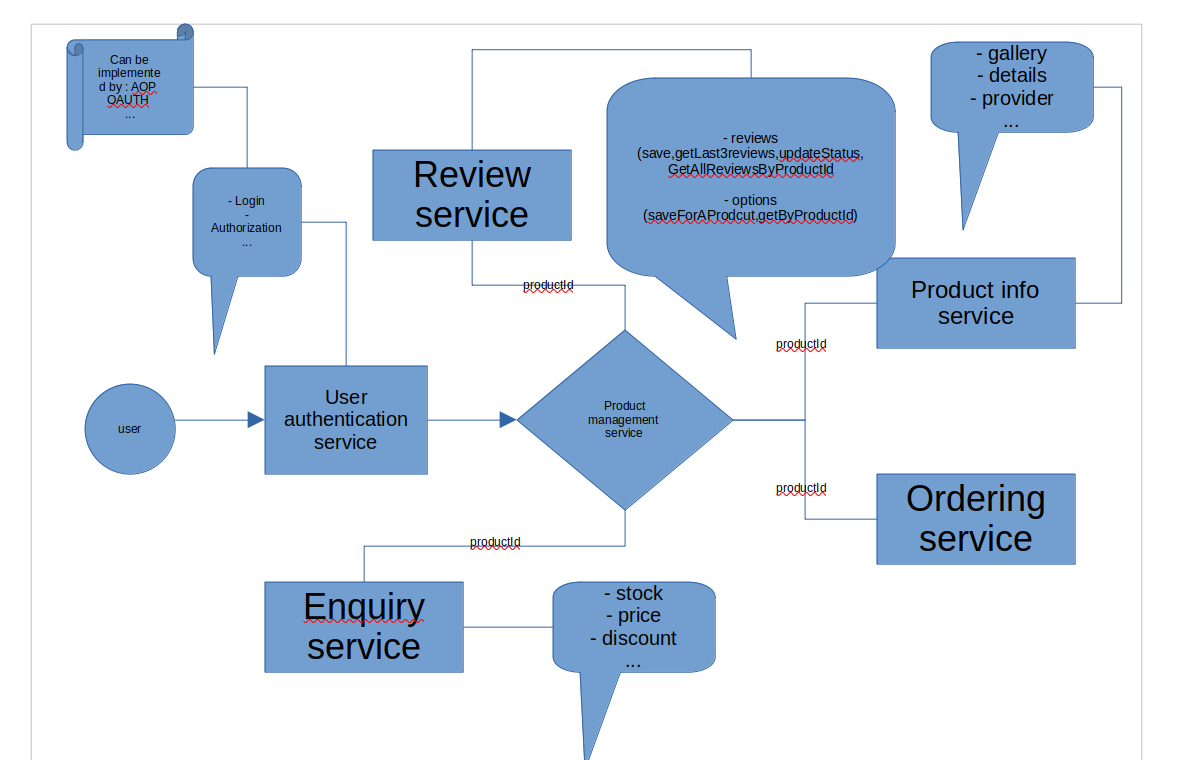 Can be
implemente
d by : AOP
OAUTH
...
- Login
-
Authorization
...
Review
service
- reviews
(save,getLast3reviews,updateStatus,
GetAllReviewsByProductId
- options
(saveForAProdcut,getByProductId)
- gallery
- details
- provider
...
productId
Product info
service
productId
user
User
authentication
service
Product
management
service
productId
Ordering
service
productId
Enquiry
service
- stock
- price
- discount
...